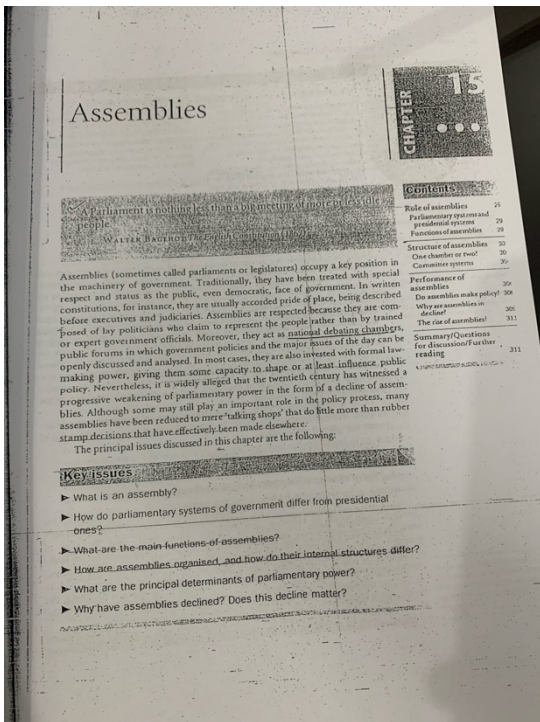 Assemblies
CHAPTER 15
A Parliament is nothing less than a big meeting of more or less idle
people.
WALTER BAGEHOT, The English Constitution
Assemblies (sometimes called parliaments or legislatures) occupy a key position in
the machinery of government. Traditionally, they have been treated with special
respect and status as the public, even democratic, face of government. In written
constitutions, for instance, they are usually accorded pride of place, being described
before executives and judiciaries. Assemblies are respected because they are com-
posed of lay politicians who claim to represent the people rather than by trained
or expert government officials. Moreover, they act as national debating chambers,
public forums in which government policies and the major issues of the day can be
openly discussed and analysed. In most cases, they are also invested with formal law-
making power, giving them some capacity to shape or at least influence public
policy. Nevertheless, it is widely alleged that the twentieth century has witnessed a
progressive weakening of parliamentary power in the form of a decline of assem-
blies. Although some may still play an important role in the policy process, many
assemblies have been reduced to mere 'talking shops' that do little more than rubber
stamp decisions that have effectively been made elsewhere.
The principal issues discussed in this chapter are the following:
Key issues
► What is an assembly?
► How do parliamentary systems of government differ from presidential
ones?
► What are the main functions of assemblies?
► How are assemblies organised, and how do their internal structures differ?
► What are the principal determinants of parliamentary power?
► Why have assemblies declined? Does this decline matter?
Contents
Role of assemblies
Parliamentary systems and
presidential systems
Functions of assemblies
Structure of assemblies
One chamber or two?
Committee systems
Performance of
assemblies
Do assemblies make policy?
Why are assemblies in
decline?
The rise of assemblies? 311
Summary/Questions
for discussion/Further
reading 311